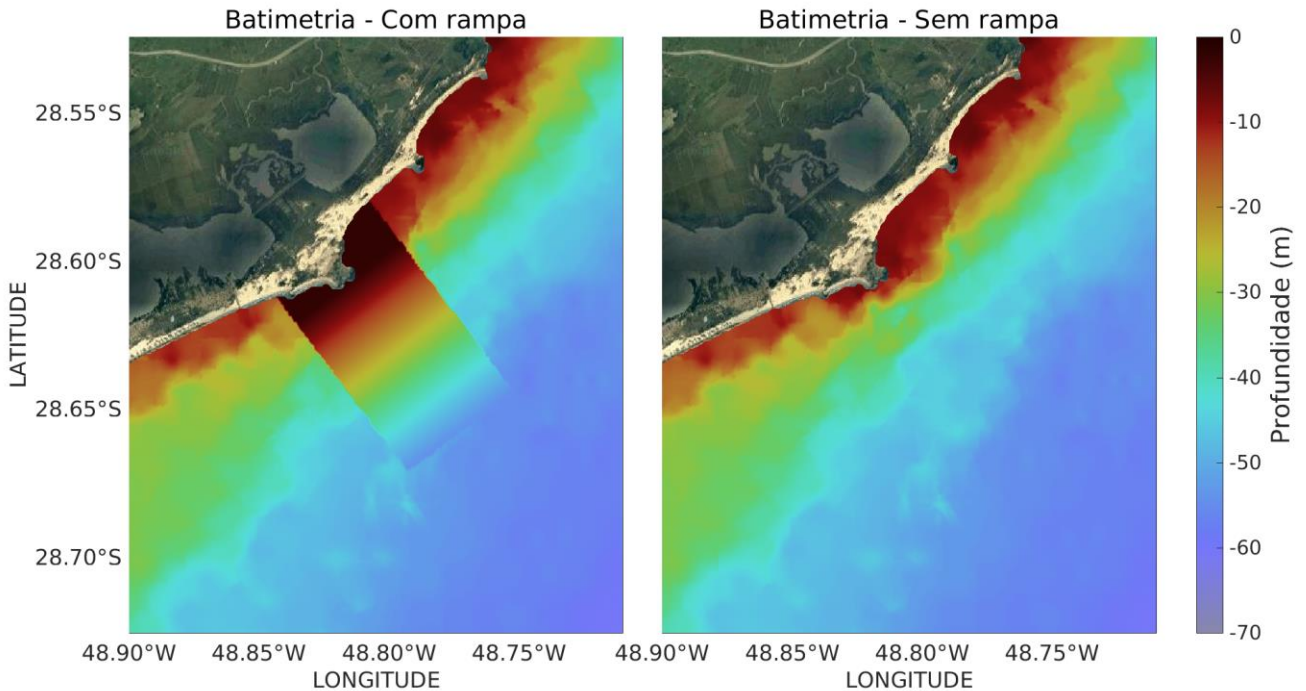 Batimetria - Com rampa
Batimetria - Sem rampa
28.55°S
28.60°S
28.65°S
28.70°S
LATITUDE
48.90°W 48.85°W 48.80°W 48.75°W
LONGITUDE
48.90°W 48.85°W 48.80°W 48.75°W
LONGITUDE
0
-10
-20
-30
-40
-50
-60
-70
Profundidade (m)